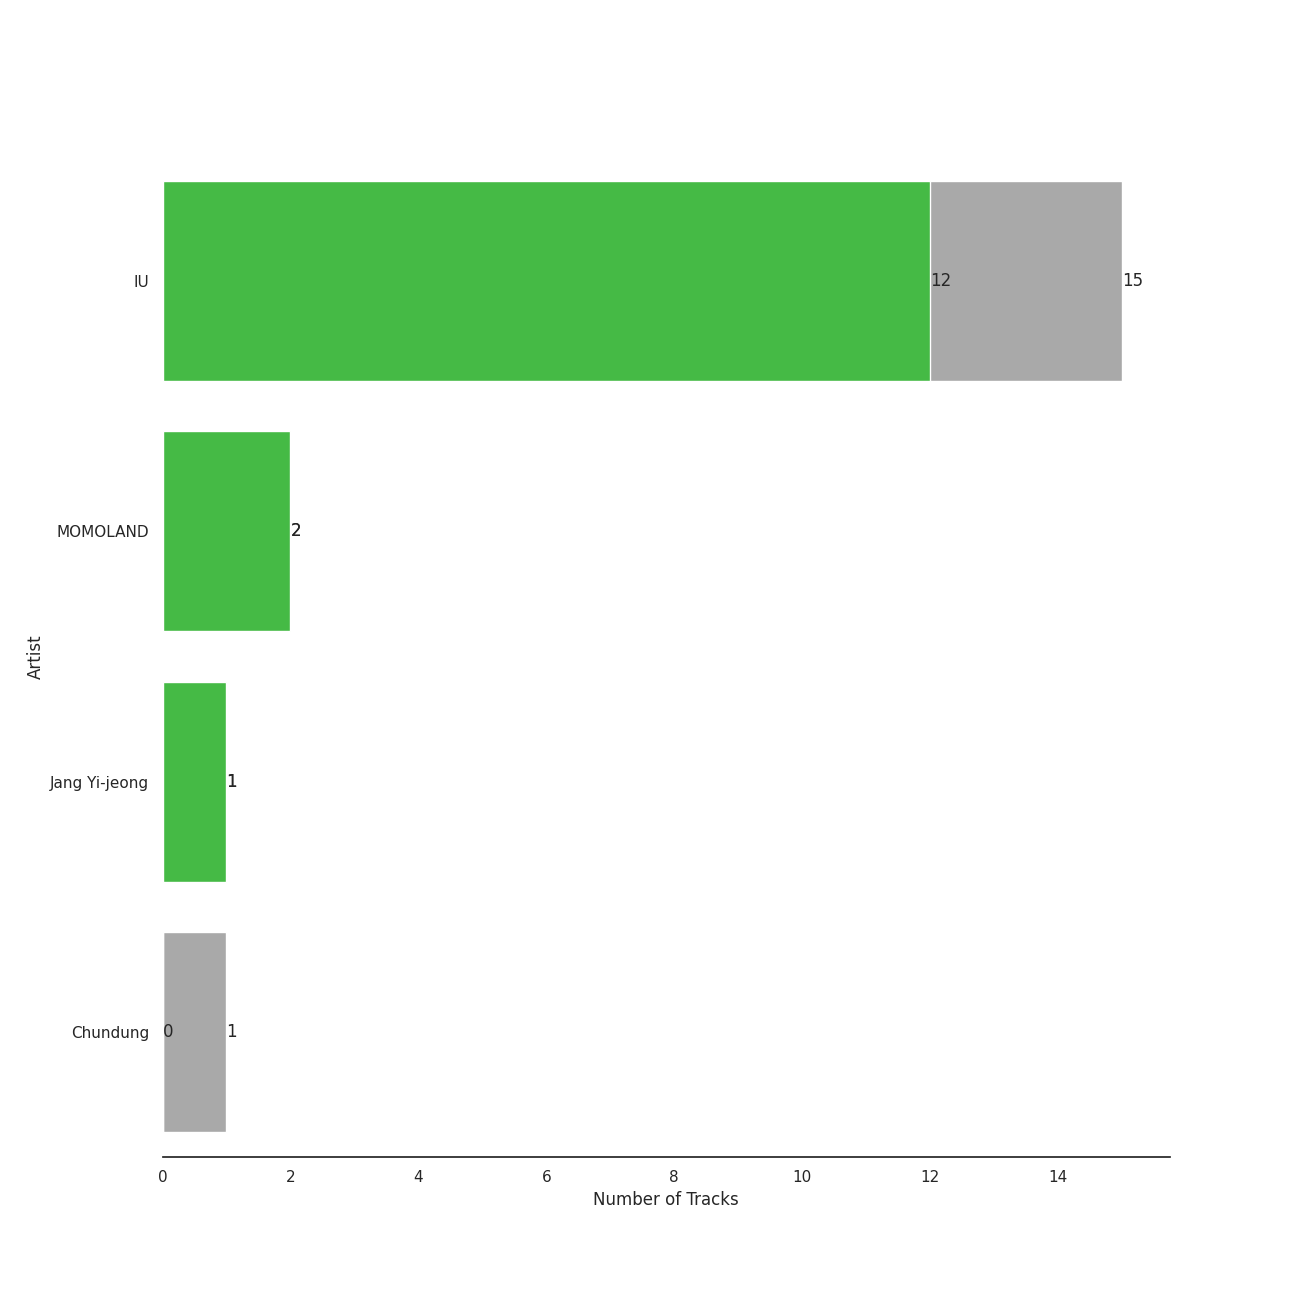 IU
12
15
MOMOLAND
2
Artist
Jang Yi-jeong
1
Chundung
0
1
0 2 4 6 8 10 12 14
Number of Tracks